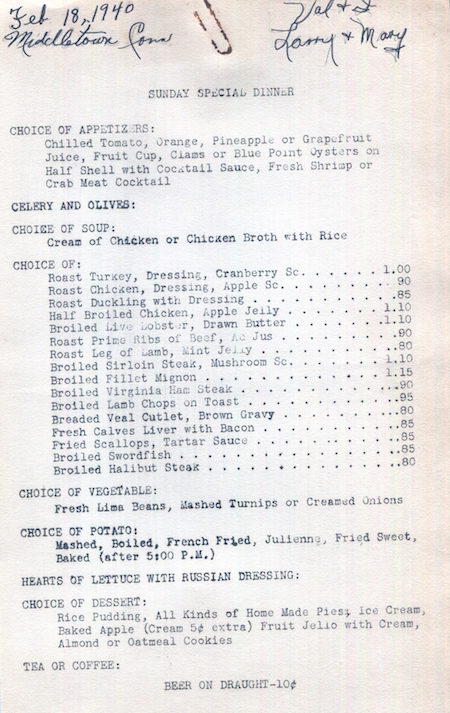 Feb 18, 1940
Middletown Conn
Val & I
Larry & Mary
SUNDAY SPECIAL DINNER
CHOICE OF APPETIZERS:
Chilled Tomato, Orange, Pineapple or Grapefruit
Juice, Fruit Cup, Clams or Blue Point Oysters on
Half Shell with Cocktail Sauce, Fresh Shrimp or
Crab Meat Cocktail
CELERY AND OLIVES:
CHOICE OF SOUP:
Cream of Chicken or Chicken Broth with Rice
CHOICE OF:
Roast Turkey, Dressing, Cranberry Sc. . . . . . . 1.00
Roast Chicken, Dressing, Apple Sc. . . . . . . . 90
Roast Duckling with Dressing . . . . . . . . . . .85
Half Broiled Chicken, Apple Jelly . . . . . . . 1.10
Broiled Live Lobster, Drawn Butter . . . . . . .1.10
Roast Prime Ribs of Beef, Au Jus . . . . . . . . .90
Roast Leg of Lamb, Mint Jelly . . . . . . . . . .80
Broiled Sirloin Steak, Mushroom Sc. . . . . . . 1.10
Broiled Fillet Mignon . . . . . . . . . . . . . 1.15
Broiled Virginia Ham Steak . . . . . . . . . . ..90
Broiled Lamb Chops on Toast . . . . . . . . . . ..95
Breaded Veal Cutlet, Brown Gravy . . . . . . . ..80
Fresh Calves Liver with Bacon . . . . . . . . . ..85
Fried Scallops, Tartar Sauce . . . . . . . . . ..85
Broiled Swordfish . . . . . . . . . . . . . . . ..85
Broiled Halibut Steak . . . . . . . . . . . . . ..80
CHOICE OF VEGETABLE:
Fresh Lima Beans, Mashed Turnips or Creamed Onions
CHOICE OF POTATO:
Mashed, Boiled, French Fried, Julienne, Fried Sweet,
Baked (after 5:00 P.M.)
HEARTS OF LETTUCE WITH RUSSIAN DRESSING:
CHOICE OF DESSERT:
Rice Pudding, All Kinds of Home Made Pies, Ice Cream,
Baked Apple (Cream 5¢ extra) Fruit Jello with Cream,
Almond or Oatmeal Cookies
TEA OR COFFEE:
BEER ON DRAUGHT-10¢